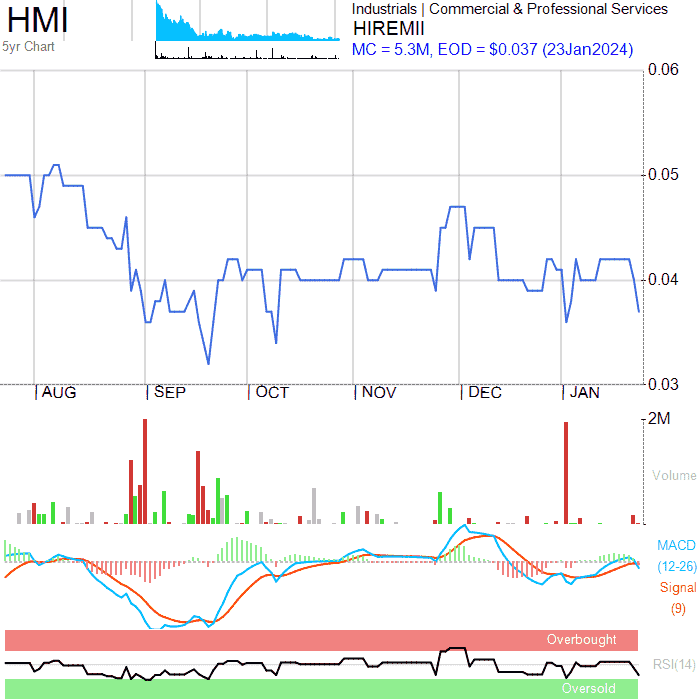 HMI
5yr Chart
Industrials | Commercial & Professional Services
HIREMII
MC = 5.3M, EOD = $0.037 (23Jan2024)
0.06
0.05
0.04
0.03
AUG SEP OCT NOV DEC JAN
2M
Volume
MACD
(12-26)
Signal
(9)
Overbought
RSI(14)
Oversold